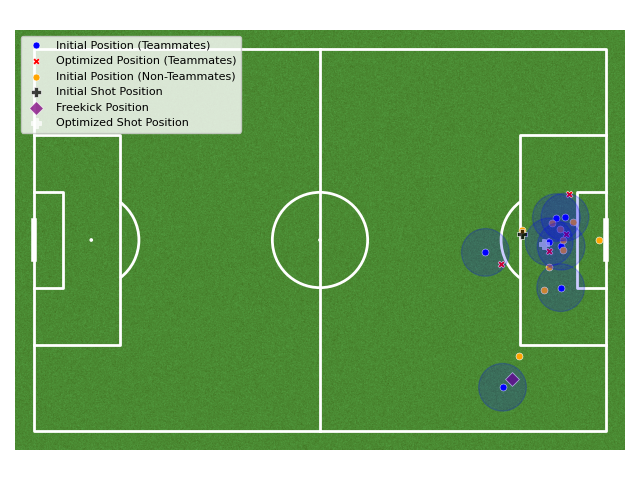 Initial Position (Teammates)
Optimized Position (Teammates)
Initial Position (Non-Teammates)
Initial Shot Position
Freekick Position
Optimized Shot Position